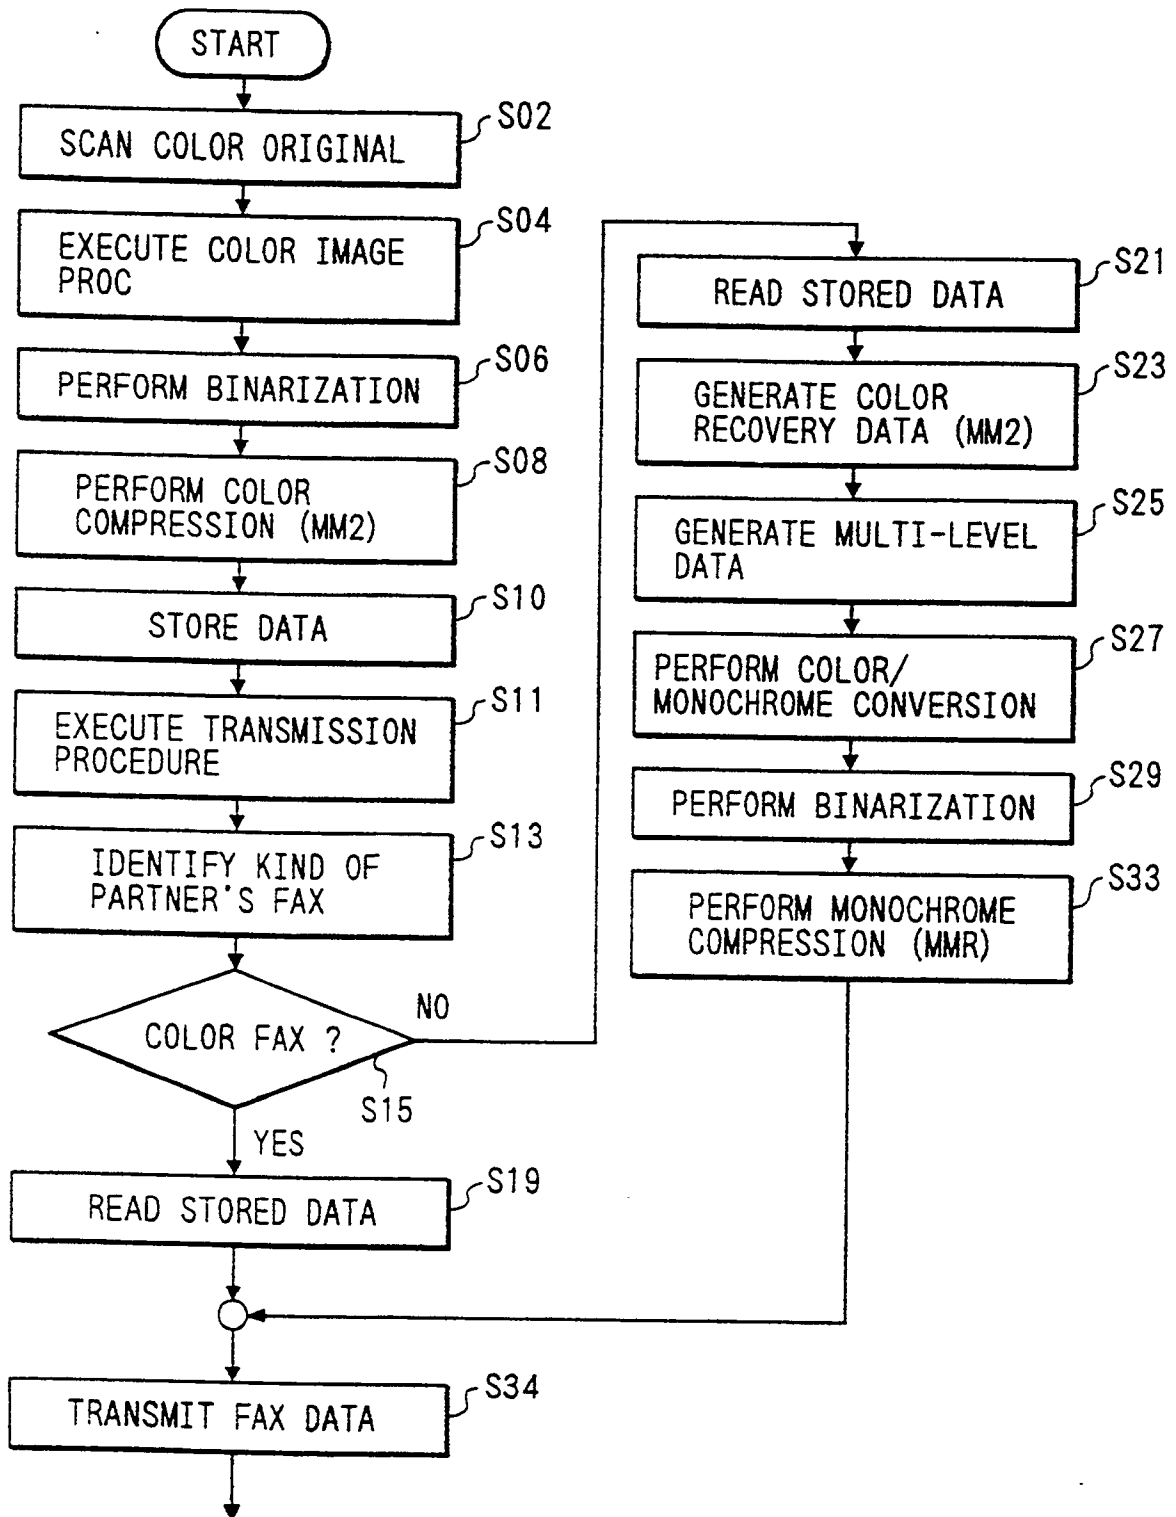 START
S02
SCAN COLOR ORIGINAL
S04
EXECUTE COLOR IMAGE
PROC
S06
PERFORM BINARIZATION
S08
PERFORM COLOR
COMPRESSION (MM2)
S10
STORE DATA
S11
EXECUTE TRANSMISSION
PROCEDURE
S13
IDENTIFY KIND OF
PARTNER'S FAX
COLOR FAX ?
NO
S15
YES
S19
READ STORED DATA
S21
READ STORED DATA
S23
GENERATE COLOR
RECOVERY DATA (MM2)
S25
GENERATE MULTI-LEVEL
DATA
S27
PERFORM COLOR/
MONOCHROME CONVERSION
S29
PERFORM BINARIZATION
S33
PERFORM MONOCHROME
COMPRESSION (MMR)
S34
TRANSMIT FAX DATA